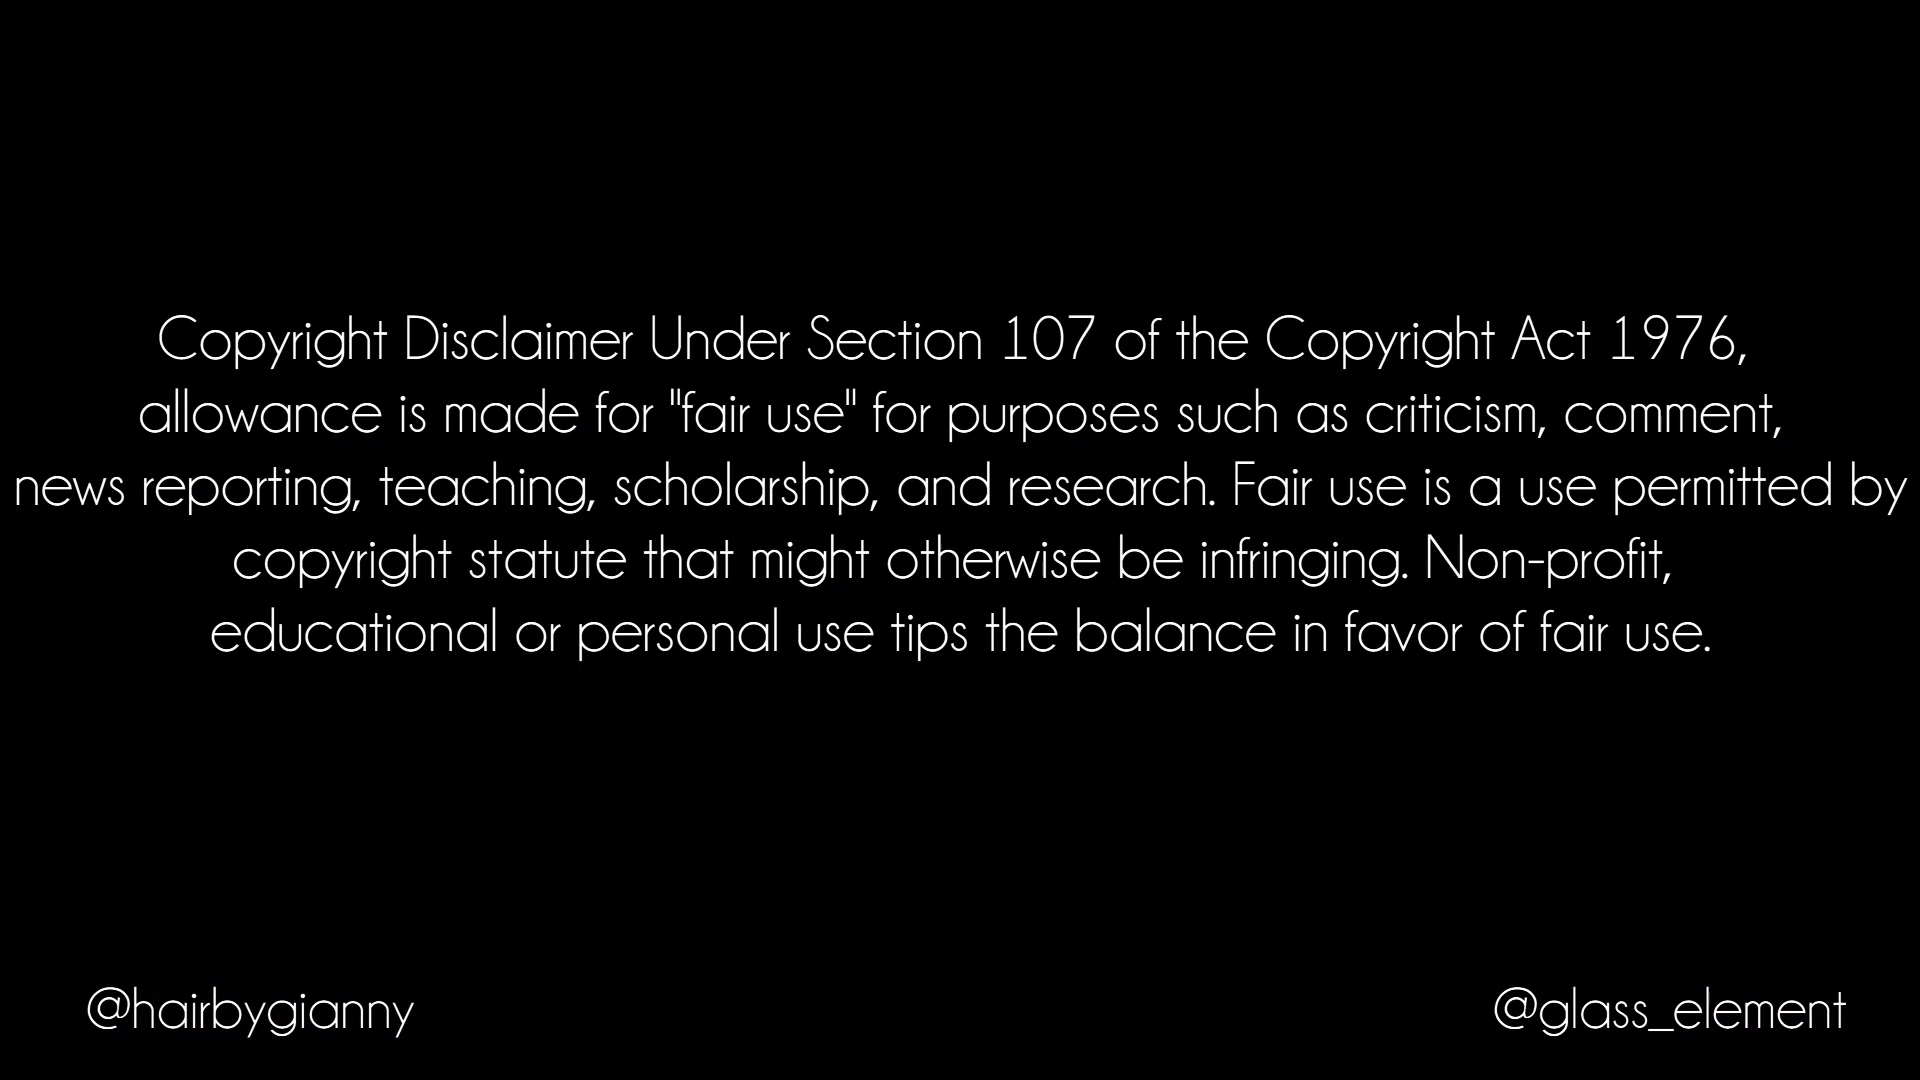 Copyright Disclaimer Under Section 107 of the Copyright Act 1976,
allowance is made for "fair use" for purposes such as criticism, comment,
news reporting, teaching, scholarship, and research. Fair use is a use permitted by
copyright statute that might otherwise be infringing. Non-profit,
educational or personal use tips the balance in favor of fair use.
@hairbygianny
@glass_element